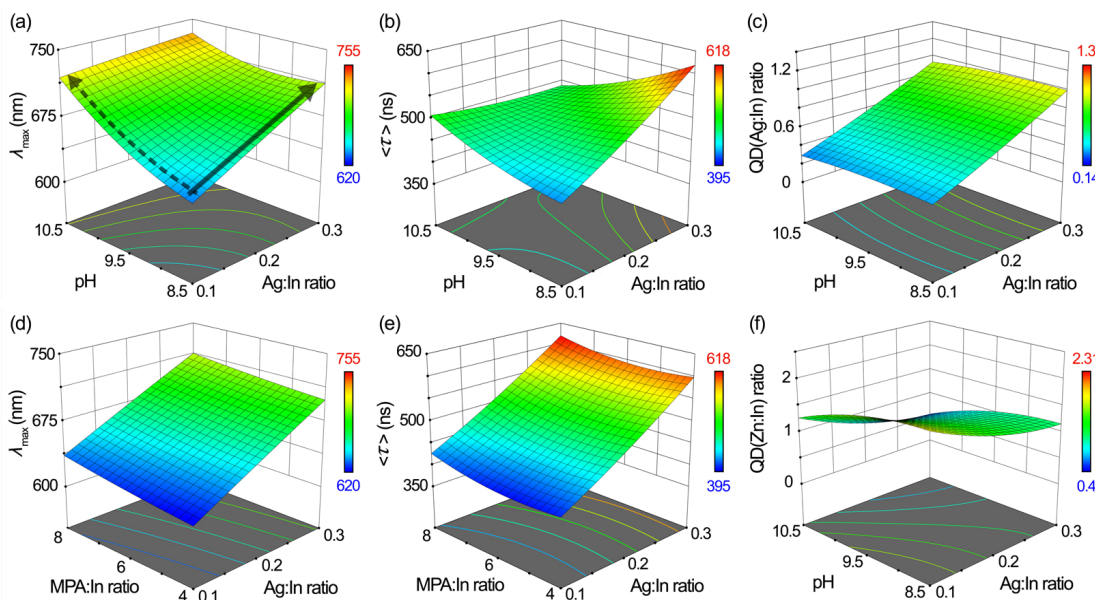 (a)
750
675
600
λmax (nm)
10.5
9.5
8.5
pH
0.1
0.2
0.3
Ag:In ratio
755
620
(b)
650
500
350
<τ> (ns)
10.5
9.5
8.5
pH
0.1
0.2
0.3
Ag:In ratio
618
395
(c)
1.2
0.6
0
QD(Ag:In) ratio
10.5
9.5
8.5
pH
0.1
0.2
0.3
Ag:In ratio
1.3
0.14
(d)
750
675
600
λmax (nm)
8
6
4
MPA:In ratio
0.1
0.2
0.3
Ag:In ratio
755
620
(e)
650
500
350
<τ> (ns)
8
6
4
MPA:In ratio
0.1
0.2
0.3
Ag:In ratio
618
395
(f)
2
1
1
0
QD(Zn:In) ratio
10.5
9.5
8.5
pH
0.1
0.2
0.3
Ag:In ratio
2.31
0.4